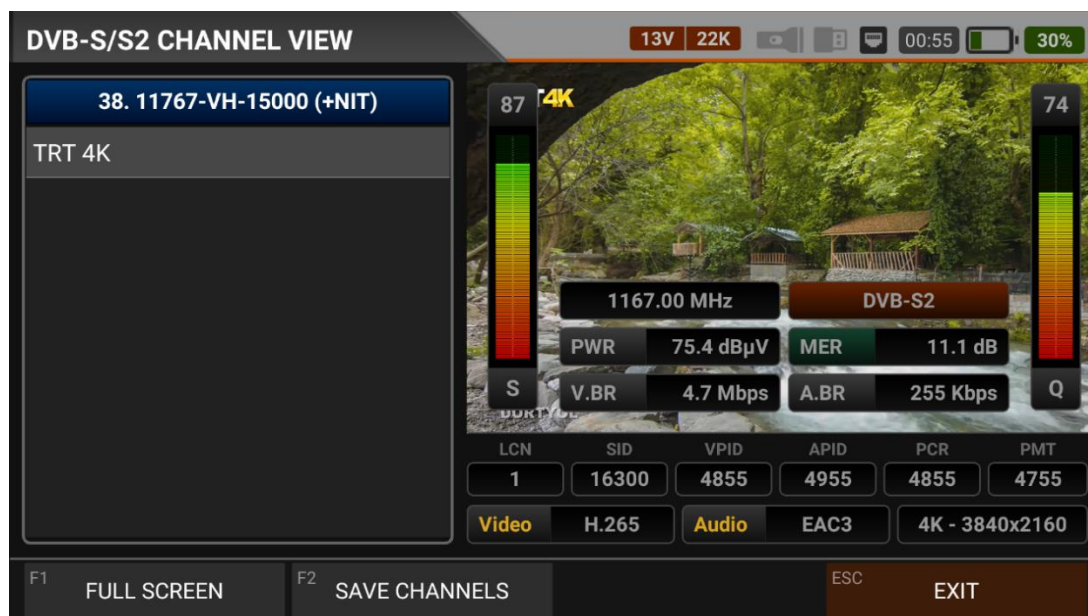 DVB-S/S2 CHANNEL VIEW
13V 22K 00:55 30%
38. 11767-VH-15000 (+NIT)
TRT 4K
87 T4K 74
1167.00 MHz DVB-S2
PWR 75.4 dBµV MER 11.1 dB
S V.BR 4.7 Mbps A.BR 255 Kbps Q
DÖRTYOL
LCN SID VPID APID PCR PMT
1 16300 4855 4955 4855 4755
Video H.265 Audio EAC3 4K - 3840x2160
F1 FULL SCREEN F2 SAVE CHANNELS ESC EXIT